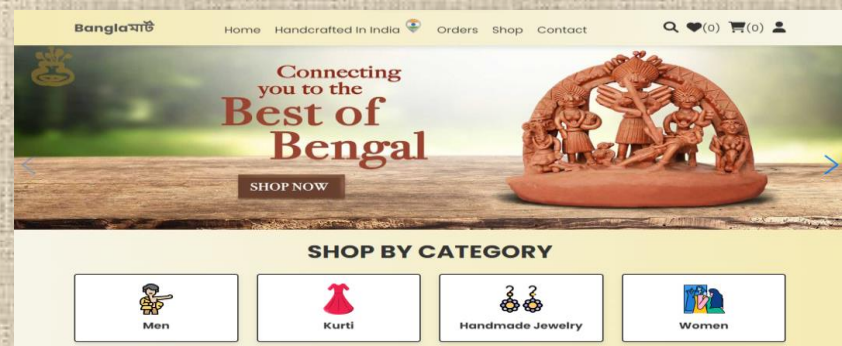 Banglaমার্ট
Home Handcrafted In India Orders Shop Contact (0) (0)
Connecting
you to the
Best of
Bengal
SHOP NOW
SHOP BY CATEGORY
Men Kurti Handmade Jewelry Women